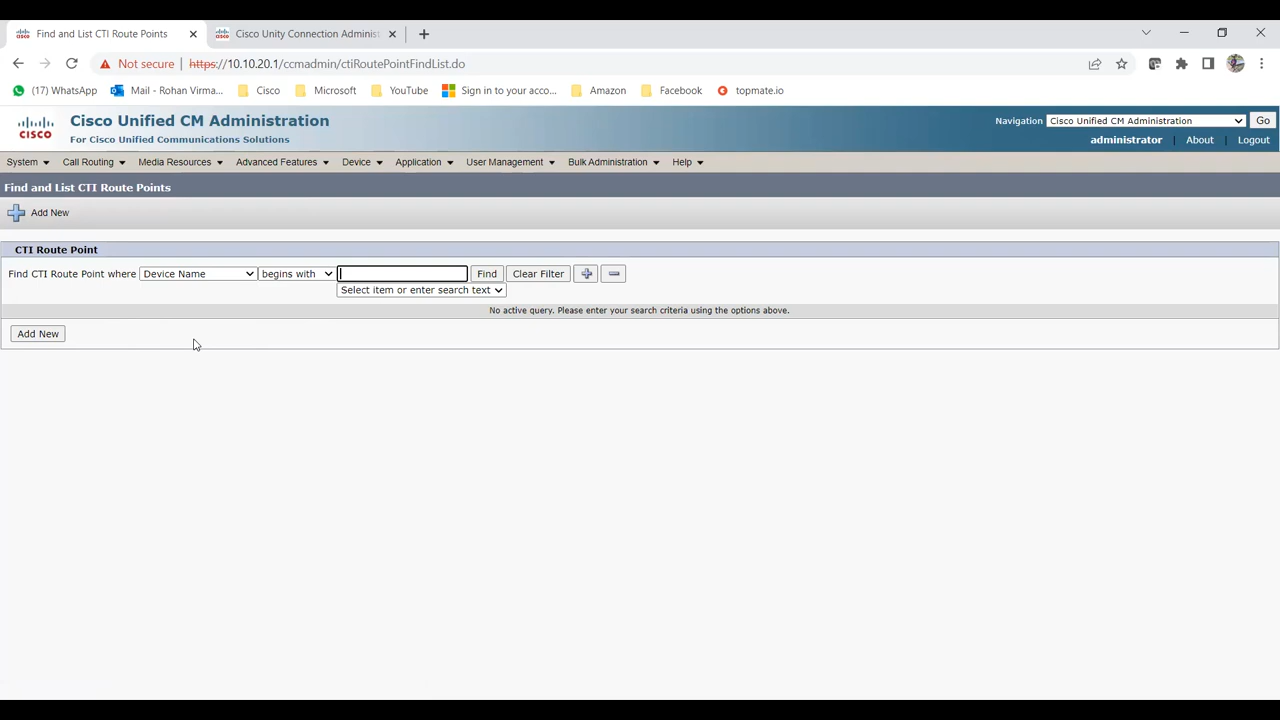 Find and List CTI Route Points
Cisco Unity Connection Adminis
Not secure https://10.10.20.1/ccmadmin/ctiRoutePointFindList.do
(17) WhatsApp Mail - Rohan Virma... Cisco Microsoft YouTube Sign in to your acco... Amazon Facebook topmate.io
CISCO
Cisco Unified CM Administration
For Cisco Unified Communications Solutions
Navigation Cisco Unified CM Administration Go
administrator | About | Logout
System Call Routing Media Resources Advanced Features Device Application User Management Bulk Administration Help
Find and List CTI Route Points
Add New
CTI Route Point
Find CTI Route Point where Device Name begins with Find Clear Filter
Select item or enter search text
No active query. Please enter your search criteria using the options above.
Add New